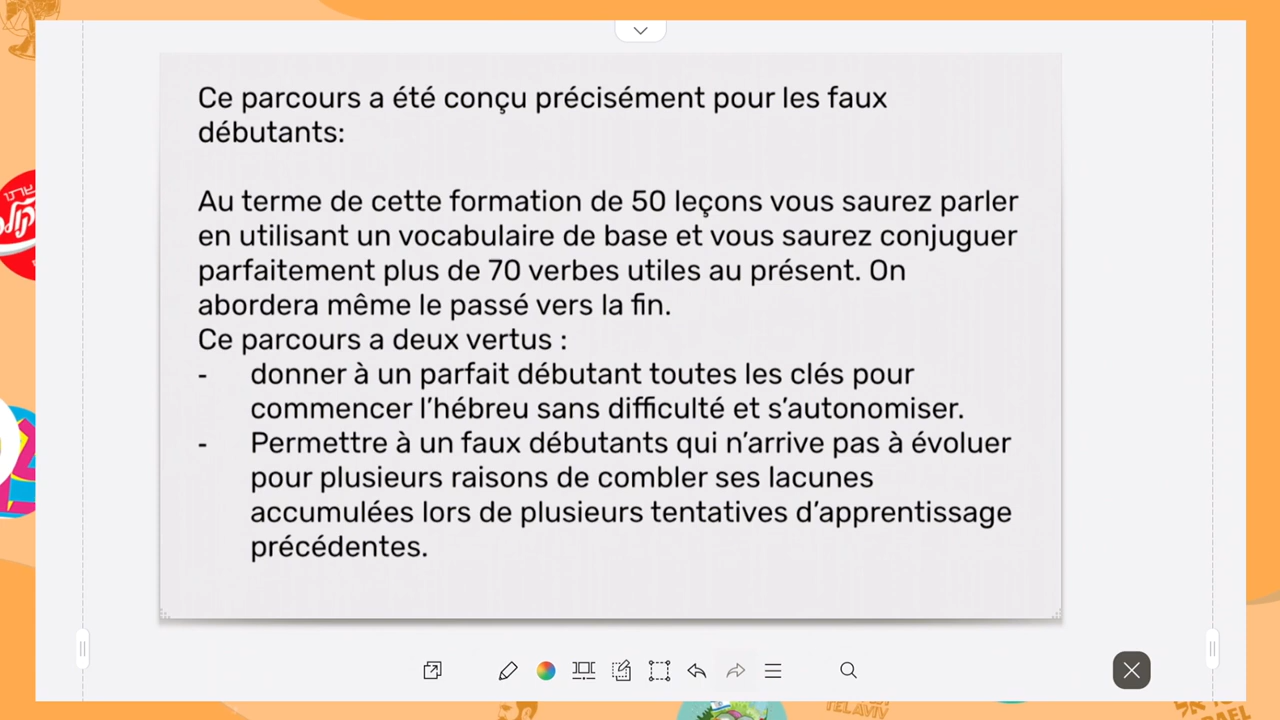 Ce parcours a été conçu précisément pour les faux
débutants:
Au terme de cette formation de 50 leçons vous saurez parler
en utilisant un vocabulaire de base et vous saurez conjuguer
parfaitement plus de 70 verbes utiles au présent. On
abordera même le passé vers la fin.
Ce parcours a deux vertus :
- donner à un parfait débutant toutes les clés pour
commencer l’hébreu sans difficulté et s’autonomiser.
- Permettre à un faux débutants qui n’arrive pas à évoluer
pour plusieurs raisons de combler ses lacunes
accumulées lors de plusieurs tentatives d’apprentissage
précédentes.
TEL AVIV